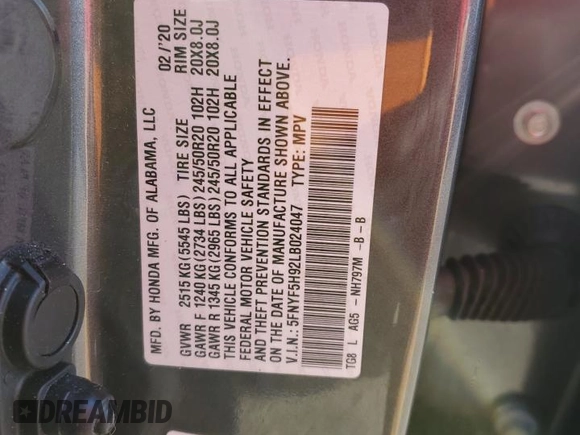 MFD. BY HONDA MFG. OF ALABAMA, LLC 02/'20
GVWR 2515 KG (5545 LBS) TIRE SIZE RIM SIZE
GAWR F 1240 KG (2734 LBS) 245/50R20 102H 20X8.0J
GAWR R 1345 KG (2965 LBS) 245/50R20 102H 20X8.0J
THIS VEHICLE CONFORMS TO ALL APPLICABLE
FEDERAL MOTOR VEHICLE SAFETY
AND THEFT PREVENTION STANDARDS IN EFFECT
ON THE DATE OF MANUFACTURE SHOWN ABOVE.
V.I.N.: 5FNYF5H92LB024047 TYPE: MPV
TG8 L AG5 -NH797M -B -B
DREAMBID